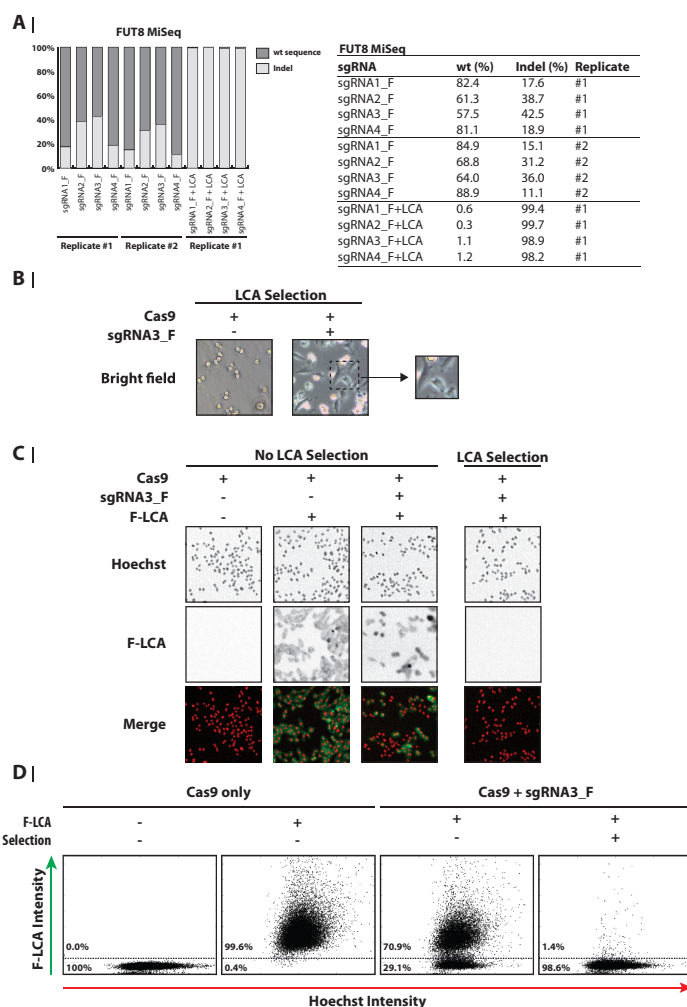 A |
FUT8 MiSeq
100%
80%
60%
40%
20%
0%
wt sequence
Indel
sgRNA1_F
sgRNA2_F
sgRNA3_F
sgRNA4_F
sgRNA1_F
sgRNA2_F
sgRNA3_F
sgRNA4_F
sgRNA1_F + LCA
sgRNA2_F + LCA
sgRNA3_F + LCA
sgRNA4_F + LCA
Replicate #1 Replicate #2 Replicate #1
FUT8 MiSeq
sgRNA wt (%) Indel (%) Replicate
sgRNA1_F 82.4 17.6 #1
sgRNA2_F 61.3 38.7 #1
sgRNA3_F 57.5 42.5 #1
sgRNA4_F 81.1 18.9 #1
sgRNA1_F 84.9 15.1 #2
sgRNA2_F 68.8 31.2 #2
sgRNA3_F 64.0 36.0 #2
sgRNA4_F 88.9 11.1 #2
sgRNA1_F+LCA 0.6 99.4 #1
sgRNA2_F+LCA 0.3 99.7 #1
sgRNA3_F+LCA 1.1 98.9 #1
sgRNA4_F+LCA 1.2 98.2 #1
B |
LCA Selection
Cas9 + +
sgRNA3_F - +
Bright field
C |
No LCA Selection LCA Selection
Cas9 + + + +
sgRNA3_F - - + +
F-LCA - + + +
Hoechst
F-LCA
Merge
D |
Cas9 only Cas9 + sgRNA3_F
F-LCA - + + +
Selection - - - +
F-LCA Intensity
0.0% 99.6% 70.9% 1.4%
100% 0.4% 29.1% 98.6%
Hoechst Intensity